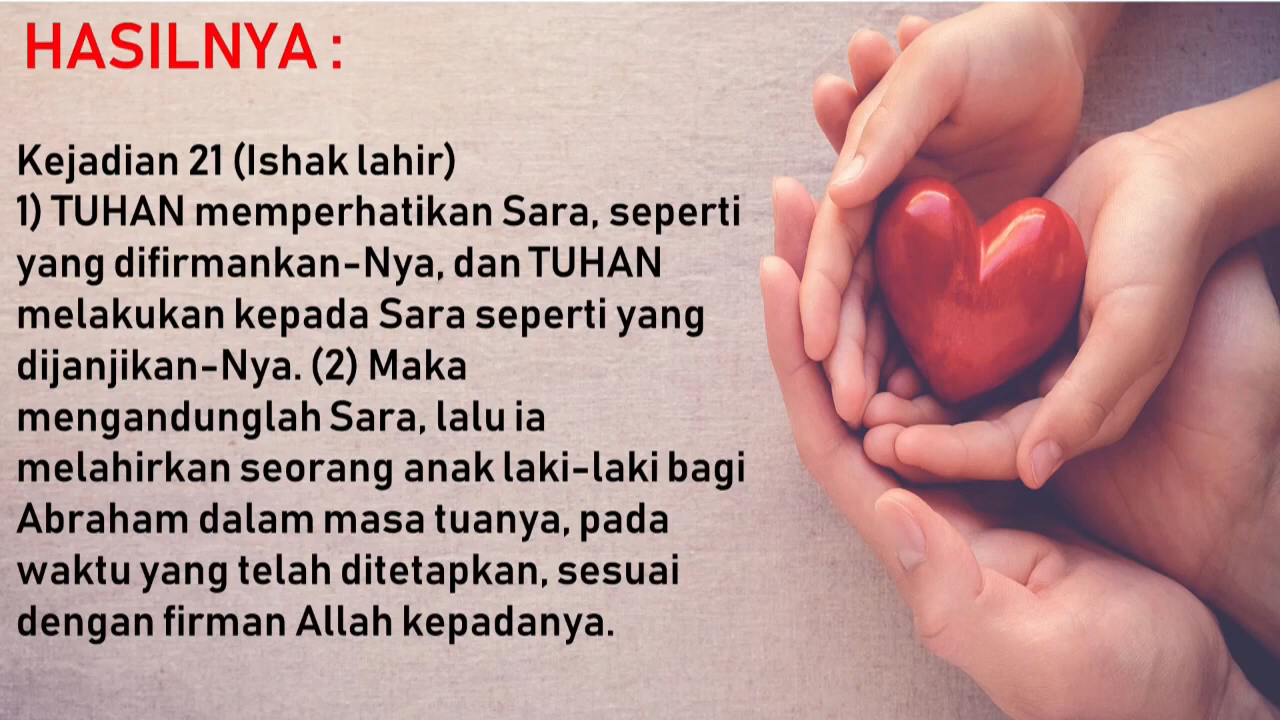 HASILNYA :
Kejadian 21 (Ishak lahir)
1) TUHAN memperhatikan Sara, seperti
yang difirmankan-Nya, dan TUHAN
melakukan kepada Sara seperti yang
dijanjikan-Nya. (2) Maka
mengandunglah Sara, lalu ia
melahirkan seorang anak laki-laki bagi
Abraham dalam masa tuanya, pada
waktu yang telah ditetapkan, sesuai
dengan firman Allah kepadanya.